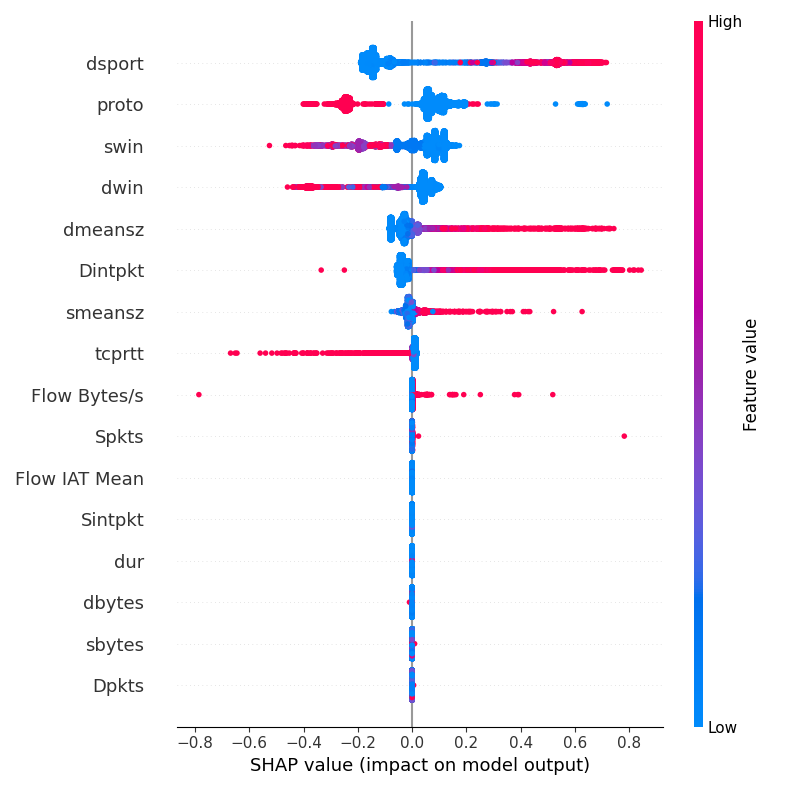 High
dsport
proto
swin
dwin
dmeansz
Dintpkt
smeansz
tcprtt
Flow Bytes/s
Spkts
Flow IAT Mean
Sintpkt
dur
dbytes
sbytes
Dpkts
Feature value
Low
−0.8 −0.6 −0.4 −0.2 0.0 0.2 0.4 0.6 0.8
SHAP value (impact on model output)